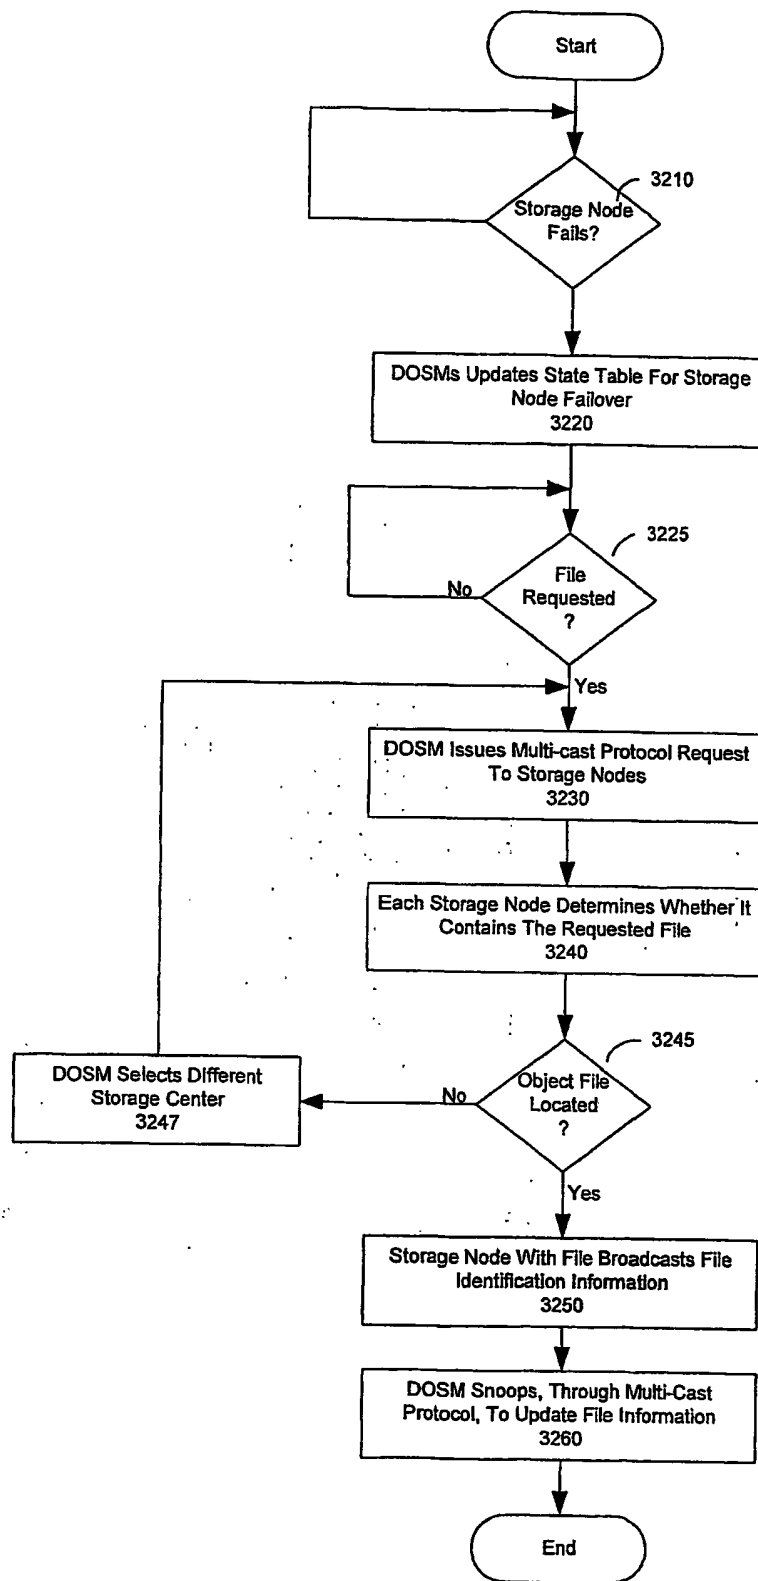 Start
3210
Storage Node
Fails?
DOSMs Updates State Table For Storage
Node Failover
3220
3225
File
Requested
?
No
Yes
DOSM Issues Multi-cast Protocol Request
To Storage Nodes
3230
Each Storage Node Determines Whether It
Contains The Requested File
3240
3245
Object File
Located
?
No
DOSM Selects Different
Storage Center
3247
Yes
Storage Node With File Broadcasts File
Identification Information
3250
DOSM Snoops, Through Multi-Cast
Protocol, To Update File Information
3260
End